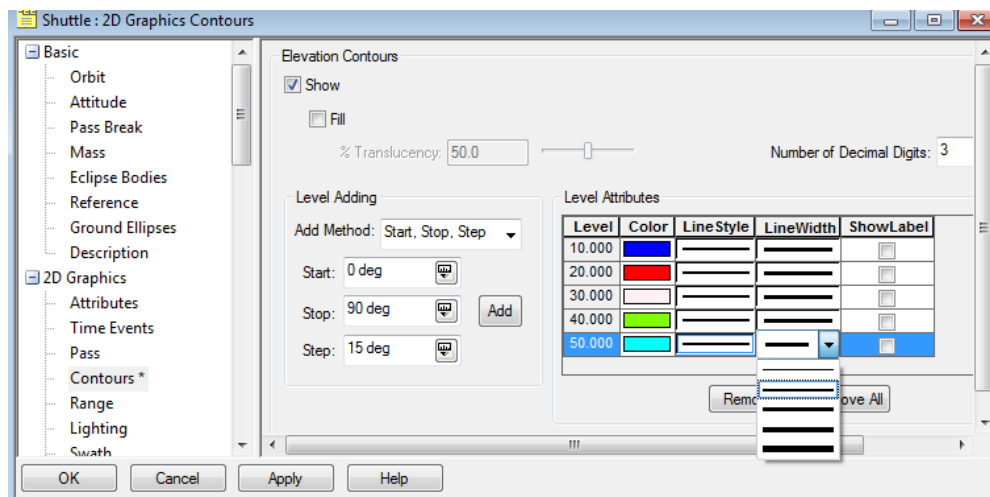 Shuttle : 2D Graphics Contours
Basic
Orbit
Attitude
Pass Break
Mass
Eclipse Bodies
Reference
Ground Ellipses
Description
2D Graphics
Attributes
Time Events
Pass
Contours *
Range
Lighting
Swath
Elevation Contours
Show
Fill
% Translucency: 50.0
Number of Decimal Digits: 3
Level Adding
Add Method: Start, Stop, Step
Start: 0 deg
Stop: 90 deg
Add
Step: 15 deg
Level Attributes
Level Color LineStyle LineWidth ShowLabel
10.000
20.000
30.000
40.000
50.000
Remo ove All
OK Cancel Apply Help